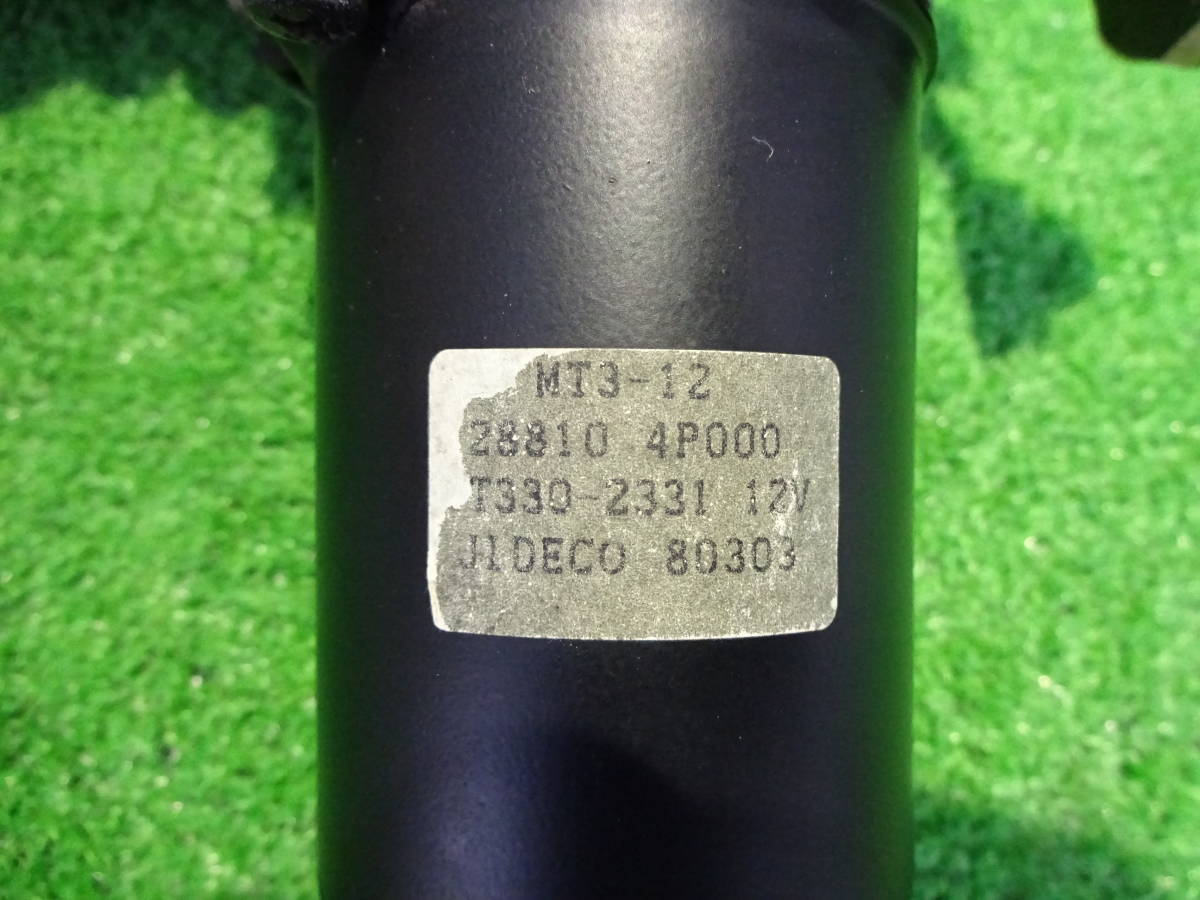 MT3-12
28810 4P000
T330-2331 12V
JIDECO 80303